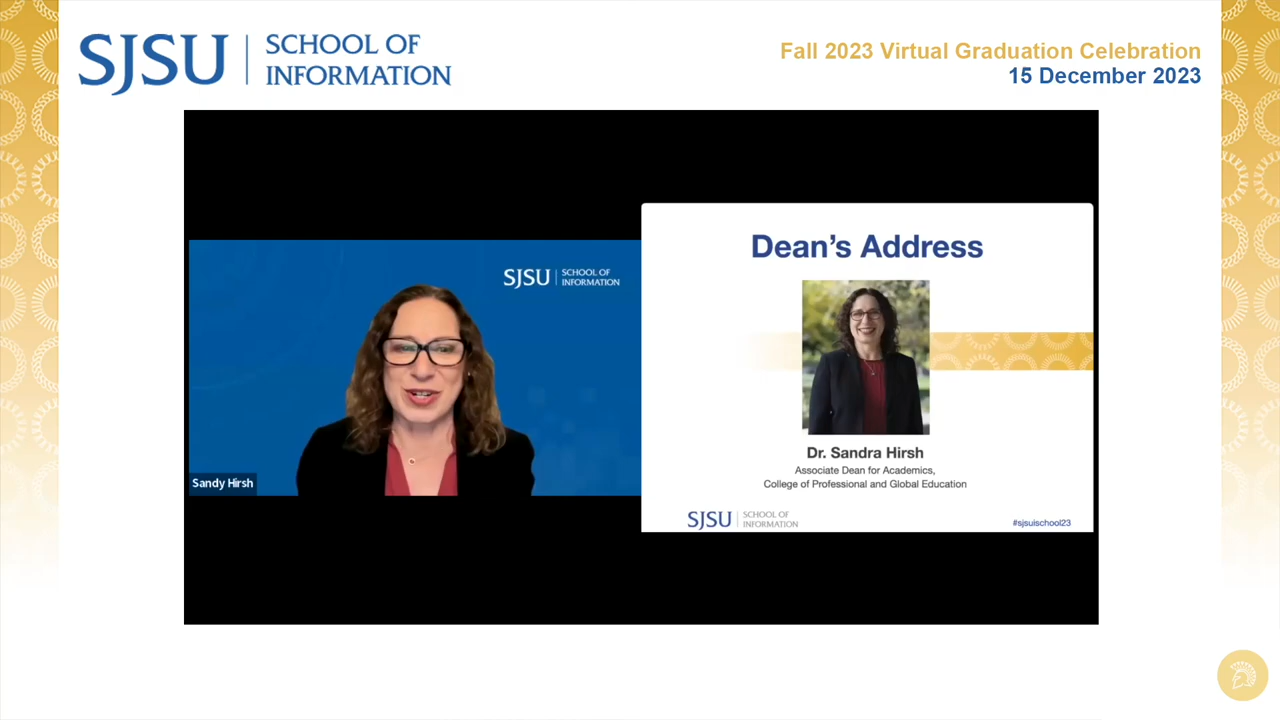 SJSU
SCHOOL OF
INFORMATION
Fall 2023 Virtual Graduation Celebration
15 December 2023
SJSU
SCHOOL OF
INFORMATION
Sandy Hirsh
Dean's Address
Dr. Sandra Hirsh
Associate Dean for Academics,
College of Professional and Global Education
SJSU
SCHOOL OF
INFORMATION
#sjsuischool23